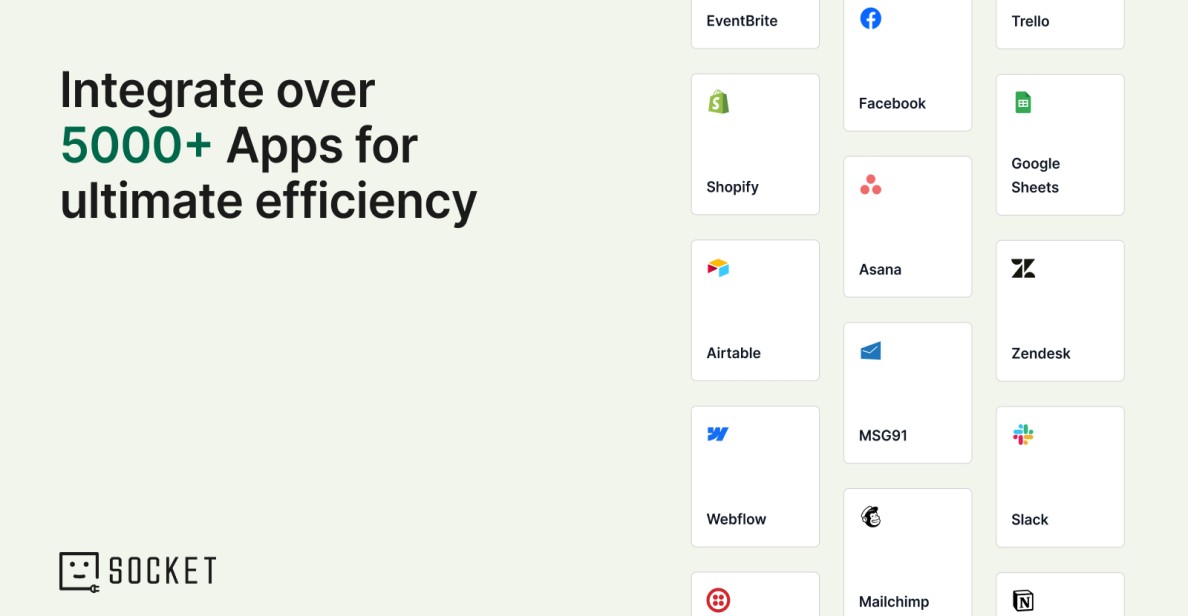 Integrate over
5000+ Apps for
ultimate efficiency
SOCKET
EventBrite
Shopify
Airtable
Webflow
Facebook
Asana
MSG91
Mailchimp
Trello
Google
Sheets
Zendesk
Slack